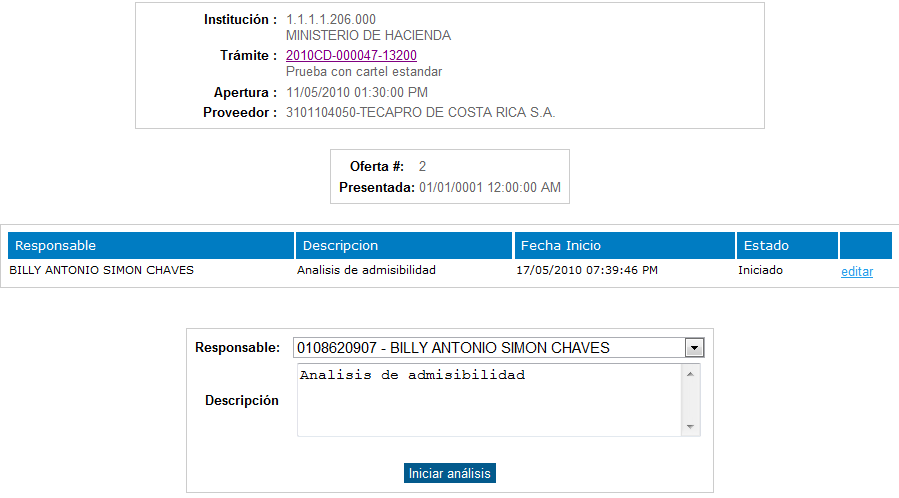 Institución : 1.1.1.1.206.000
MINISTERIO DE HACIENDA
Trámite : 2010CD-000047-13200
Prueba con cartel estandar
Apertura : 11/05/2010 01:30:00 PM
Proveedor : 3101104050-TECAPRO DE COSTA RICA S.A.
Oferta #: 2
Presentada: 01/01/0001 12:00:00 AM
Responsable Descripcion Fecha Inicio Estado
BILLY ANTONIO SIMON CHAVES Analisis de admisibilidad 17/05/2010 07:39:46 PM Iniciado editar
Responsable: 0108620907 - BILLY ANTONIO SIMON CHAVES
Analisis de admisibilidad
Descripción
Iniciar análisis